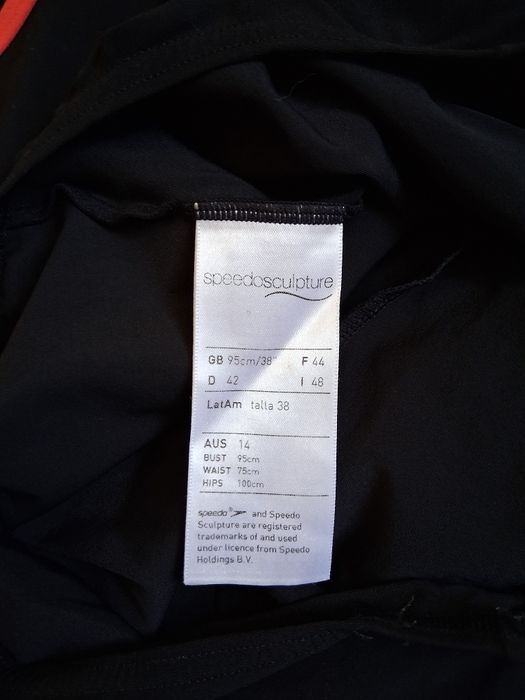 speedosculpture
GB 95cm/38" F 44
D 42 I 48
LatAm talla 38
AUS 14
BUST 95cm
WAIST 75cm
HIPS 100cm
speedo® and Speedo
Sculpture are registered
trademarks of and used
under licence from Speedo
Holdings B.V.